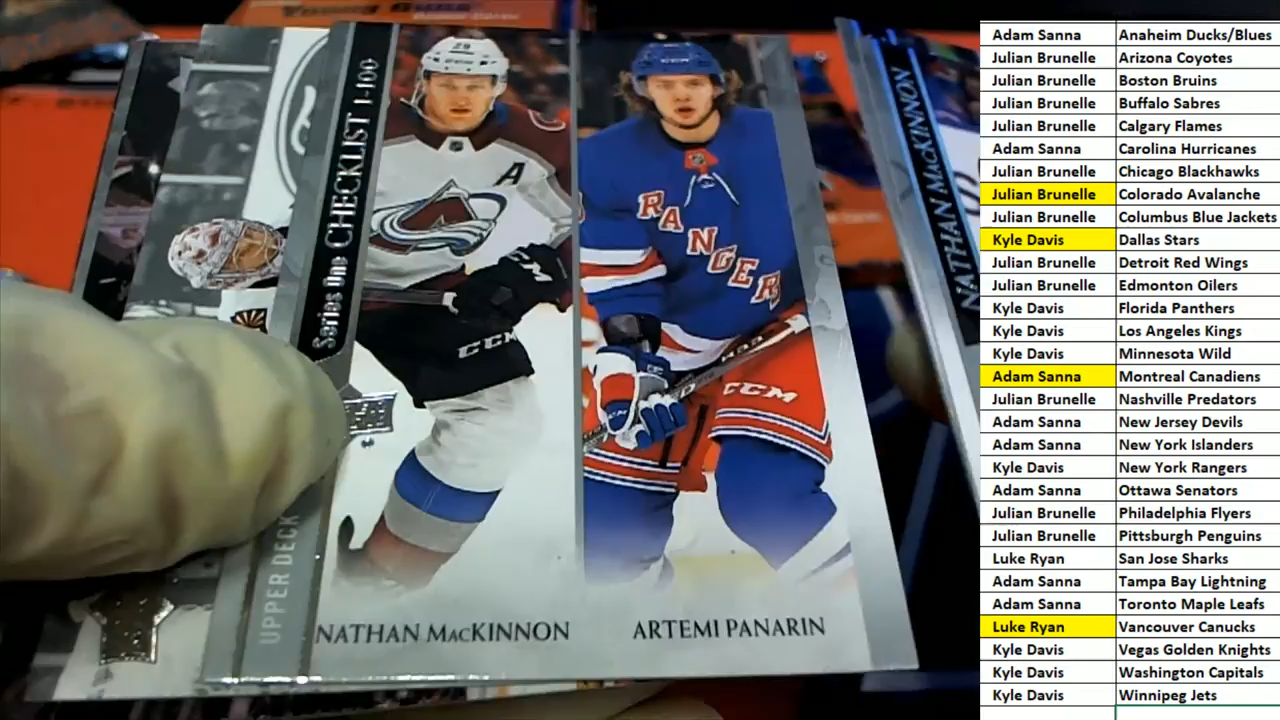 Series One CHECKLIST 1-100
A
29
CCM
CCM
RANGERS
CCM
CCM
UPPER DECK
NATHAN MacKINNON
ARTEMI PANARIN
NATHAN MacKINNON
Adam Sanna Anaheim Ducks/Blues
Julian Brunelle Arizona Coyotes
Julian Brunelle Boston Bruins
Julian Brunelle Buffalo Sabres
Julian Brunelle Calgary Flames
Adam Sanna Carolina Hurricanes
Julian Brunelle Chicago Blackhawks
Julian Brunelle Colorado Avalanche
Julian Brunelle Columbus Blue Jackets
Kyle Davis Dallas Stars
Julian Brunelle Detroit Red Wings
Julian Brunelle Edmonton Oilers
Kyle Davis Florida Panthers
Kyle Davis Los Angeles Kings
Kyle Davis Minnesota Wild
Adam Sanna Montreal Canadiens
Julian Brunelle Nashville Predators
Adam Sanna New Jersey Devils
Adam Sanna New York Islanders
Kyle Davis New York Rangers
Adam Sanna Ottawa Senators
Julian Brunelle Philadelphia Flyers
Julian Brunelle Pittsburgh Penguins
Luke Ryan San Jose Sharks
Adam Sanna Tampa Bay Lightning
Adam Sanna Toronto Maple Leafs
Luke Ryan Vancouver Canucks
Kyle Davis Vegas Golden Knights
Kyle Davis Washington Capitals
Kyle Davis Winnipeg Jets